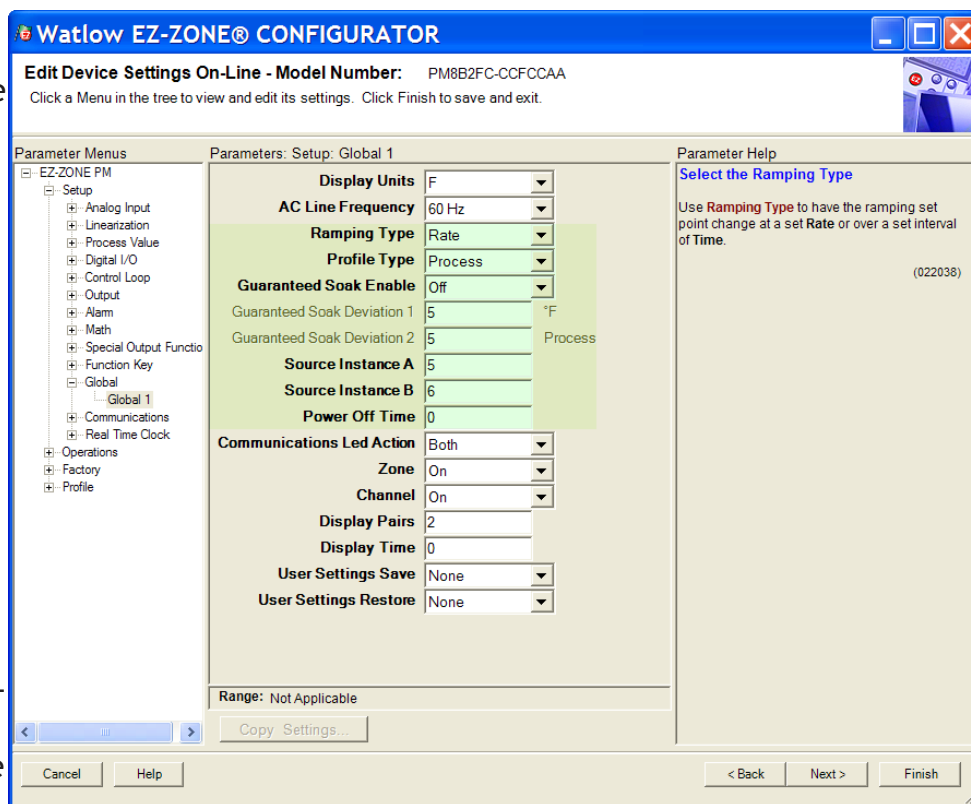 Watlow EZ-ZONE® CONFIGURATOR
Edit Device Settings On-Line - Model Number: PM8B2FC-CCFCCAA
Click a Menu in the tree to view and edit its settings. Click Finish to save and exit.
Parameter Menus
EZ-ZONE PM
Setup
Analog Input
Linearization
Process Value
Digital I/O
Control Loop
Output
Alarm
Math
Special Output Functio
Function Key
Global
Global 1
Communications
Real Time Clock
Operations
Factory
Profile
Parameters: Setup: Global 1
Display Units F
AC Line Frequency 60 Hz
Ramping Type Rate
Profile Type Process
Guaranteed Soak Enable Off
Guaranteed Soak Deviation 1 5 °F
Guaranteed Soak Deviation 2 5 Process
Source Instance A 5
Source Instance B 6
Power Off Time 0
Communications Led Action Both
Zone On
Channel On
Display Pairs 2
Display Time 0
User Settings Save None
User Settings Restore None
Range: Not Applicable
Copy Settings...
Parameter Help
Select the Ramping Type
Use Ramping Type to have the ramping set
point change at a set Rate or over a set interval
of Time.
(022038)
Cancel Help < Back Next > Finish